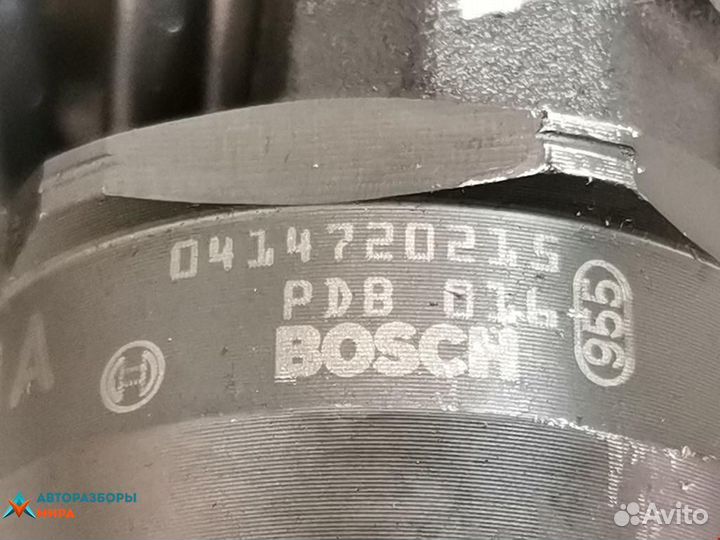 0414720215
PDB 016
BOSCH
955
A
АВТОРАЗБОРЫ
МИРА
Avito